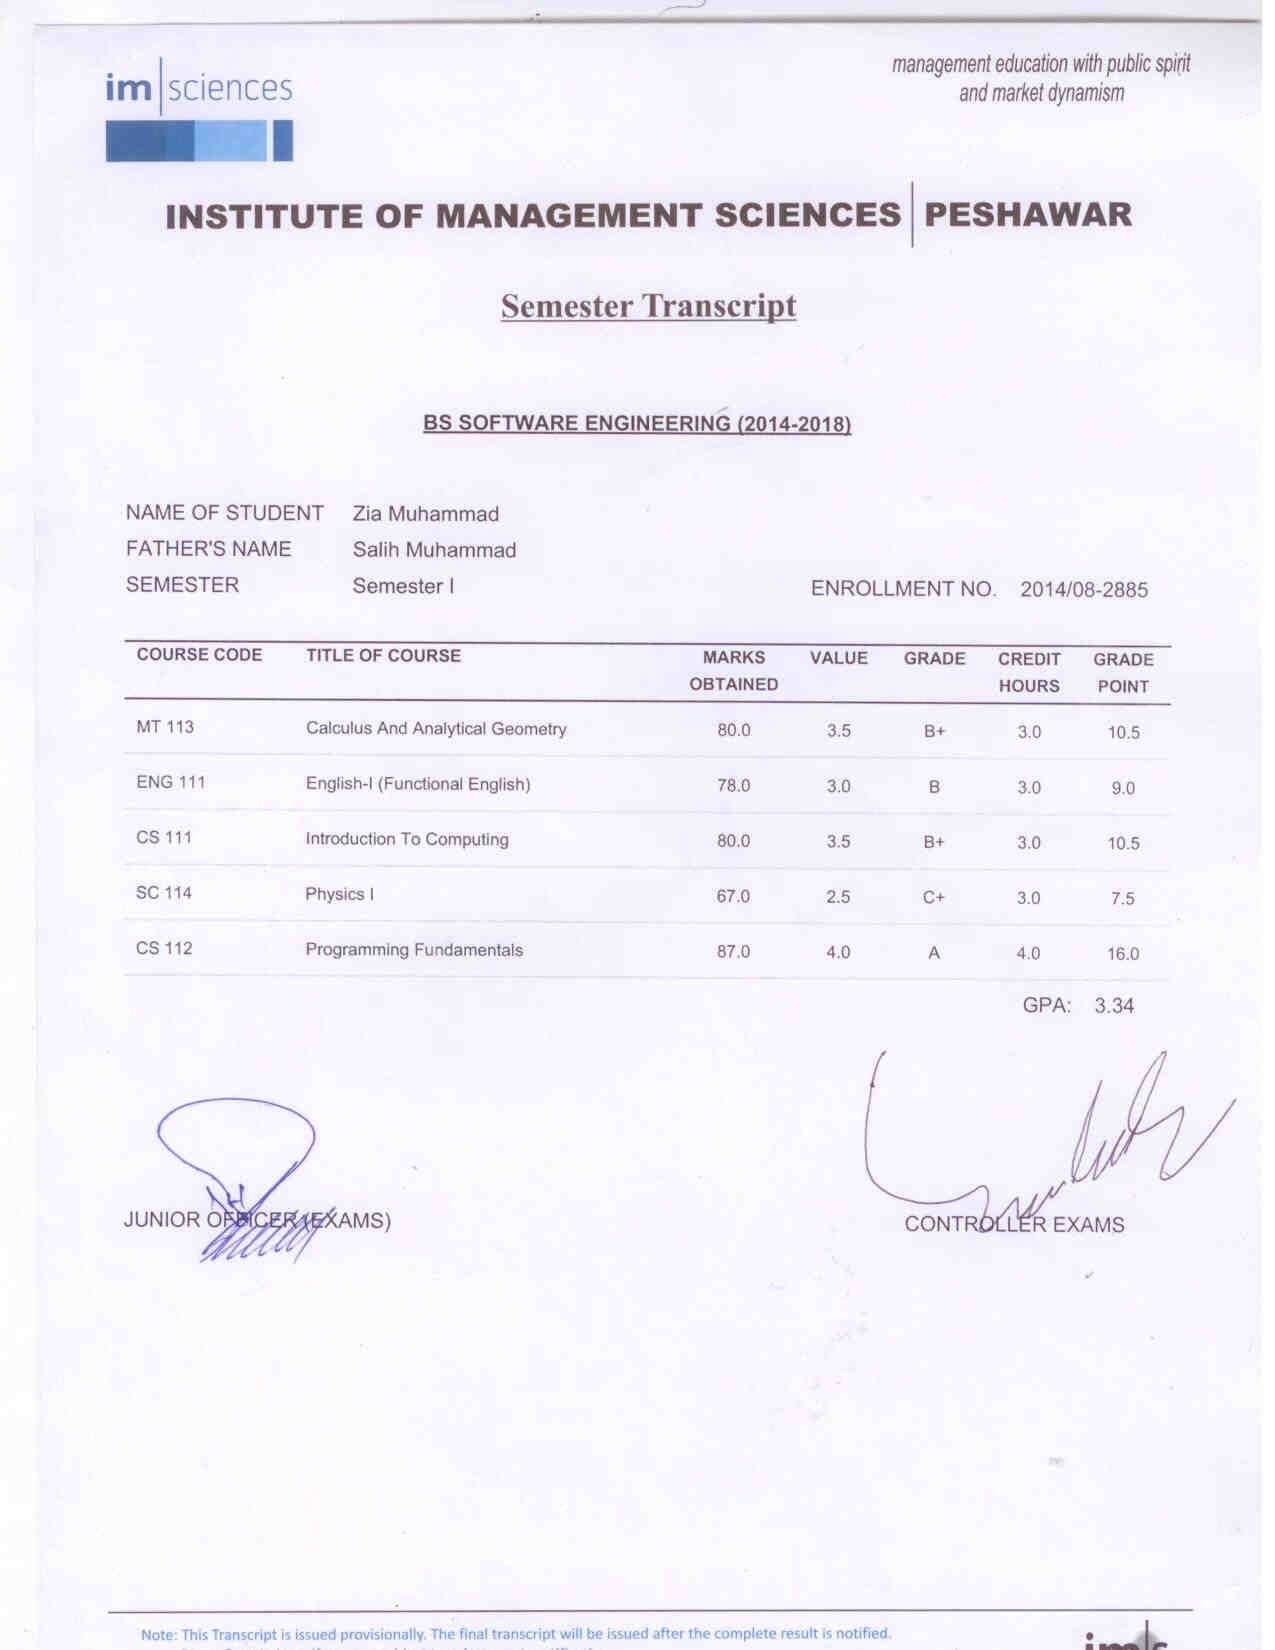 im sciences
management education with public spirit
and market dynamism
INSTITUTE OF MANAGEMENT SCIENCES PESHAWAR
Semester Transcript
BS SOFTWARE ENGINEERING (2014-2018)
NAME OF STUDENT Zia Muhammad
FATHER'S NAME Salih Muhammad
SEMESTER Semester I ENROLLMENT NO. 2014/08-2885
COURSE CODE TITLE OF COURSE MARKS VALUE GRADE CREDIT GRADE
OBTAINED HOURS POINT
MT 113 Calculus And Analytical Geometry 80.0 3.5 B+ 3.0 10.5
ENG 111 English-I (Functional English) 78.0 3.0 B 3.0 9.0
CS 111 Introduction To Computing 80.0 3.5 B+ 3.0 10.5
SC 114 Physics I 67.0 2.5 C+ 3.0 7.5
CS 112 Programming Fundamentals 87.0 4.0 A 4.0 16.0
GPA: 3.34
JUNIOR OFFICER (EXAMS) CONTROLLER EXAMS
Note: This Transcript is issued provisionally. The final transcript will be issued after the complete result is notified.